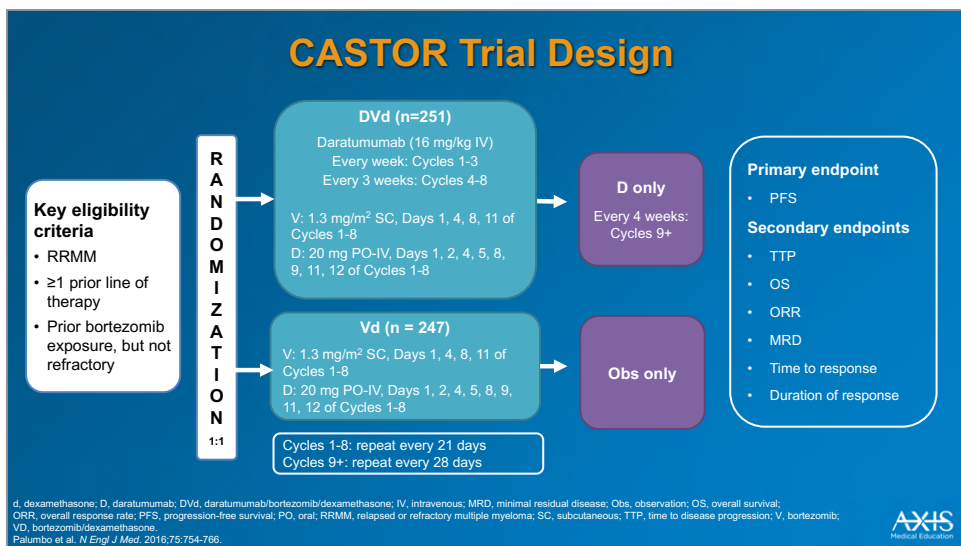 CASTOR Trial Design
Key eligibility
criteria
• RRMM
• ≥1 prior line of
therapy
• Prior bortezomib
exposure, but not
refractory
R
A
N
D
O
M
I
Z
A
T
I
O
N
1:1
DVd (n=251)
Daratumumab (16 mg/kg IV)
Every week: Cycles 1-3
Every 3 weeks: Cycles 4-8
V: 1.3 mg/m² SC, Days 1, 4, 8, 11 of
Cycles 1-8
D: 20 mg PO-IV, Days 1, 2, 4, 5, 8,
9, 11, 12 of Cycles 1-8
Vd (n = 247)
V: 1.3 mg/m² SC, Days 1, 4, 8, 11 of
Cycles 1-8
D: 20 mg PO-IV, Days 1, 2, 4, 5, 8, 9,
11, 12 of Cycles 1-8
Cycles 1-8: repeat every 21 days
Cycles 9+: repeat every 28 days
D only
Every 4 weeks:
Cycles 9+
Obs only
Primary endpoint
• PFS
Secondary endpoints
• TTP
• OS
• ORR
• MRD
• Time to response
• Duration of response
d, dexamethasone; D, daratumumab; DVd, daratumumab/bortezomib/dexamethasone; IV, intravenous; MRD, minimal residual disease; Obs, observation; OS, overall survival;
ORR, overall response rate; PFS, progression-free survival; PO, oral; RRMM, relapsed or refractory multiple myeloma; SC, subcutaneous; TTP, time to disease progression; V, bortezomib;
VD, bortezomib/dexamethasone.
Palumbo et al. N Engl J Med. 2016;75:754-766.
AXIS
Medical Education